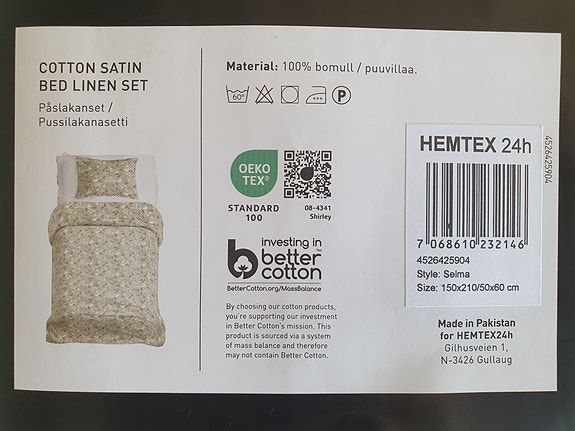 COTTON SATIN
BED LINEN SET
Påslakanset /
Pussilakanasetti
Material: 100% bomull / puuvillaa.
60°
P
OEKO
TEX®
STANDARD
100
08-4341
Shirley
investing in
better
cotton™
BetterCotton.org/MassBalance
By choosing our cotton products,
you're supporting our investment
in Better Cotton's mission. This
product is sourced via a system
of mass balance and therefore
may not contain Better Cotton.
HEMTEX 24h
7 068610 232146
4526425904
Style: Selma
Size: 150x210/50x60 cm
4526425904
Made in Pakistan
for HEMTEX24h
Gilhusveien 1,
N-3426 Gullaug